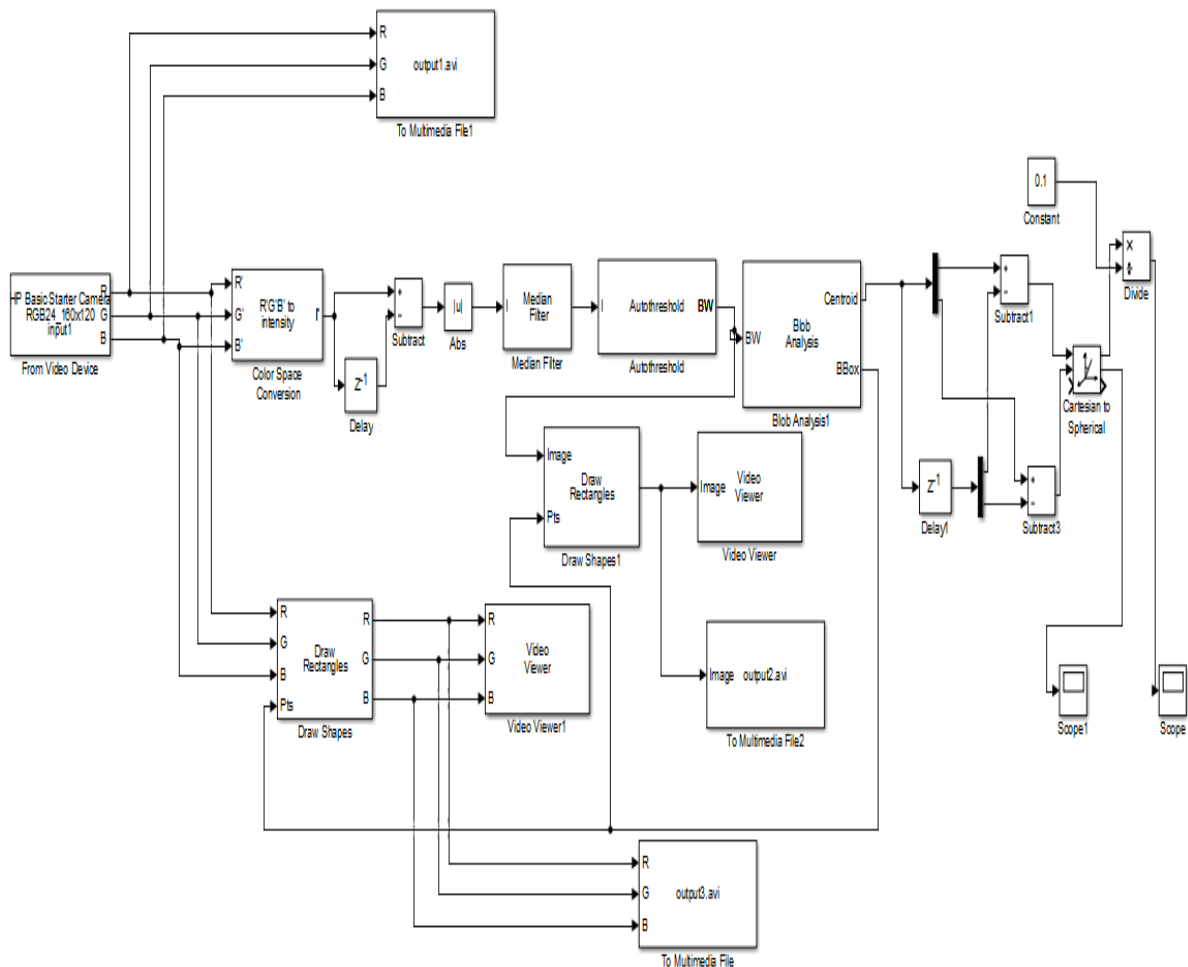 R
G
B
output1.avi
To Multimedia File1
HP Basic Starter Camera
RGB24_160x120
input1
R
G
B
From Video Device
R'
G'
B'
R'G'B' to
intensity
I'
Color Space
Conversion
Z-1
Delay
+
−
Subtract
|u|
Abs
I
Median
Filter
Median Filter
I
Autothreshold
BW
Autothreshold
BW
Blob
Analysis
Centroid
BBox
Blob Analysis1
0.1
Constant
×
÷
Divide
+
−
Subtract1
Cartesian to
Spherical
Z-1
Delay1
+
−
Subtract3
Image
Pts
Draw
Rectangles
Draw Shapes1
Image
Video
Viewer
Video Viewer
R
G
B
Pts
Draw
Rectangles
R
G
B
Draw Shapes
R
G
B
Video
Viewer
Video Viewer1
Image
output2.avi
To Multimedia File2
Scope1
Scope
R
G
B
output3.avi
To Multimedia File